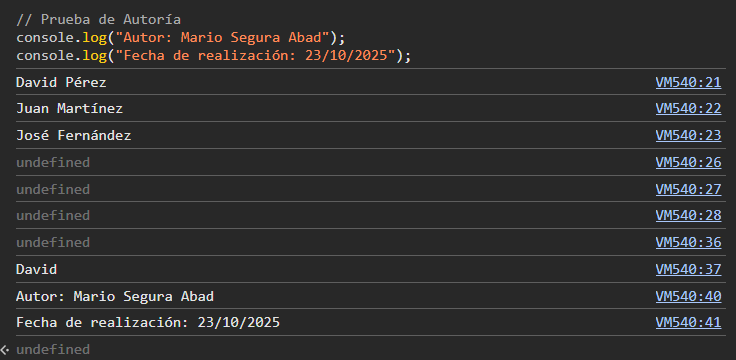 // Prueba de Autoría
console.log("Autor: Mario Segura Abad");
console.log("Fecha de realización: 23/10/2025");
David Pérez VM540:21
Juan Martínez VM540:22
José Fernández VM540:23
undefined VM540:26
undefined VM540:27
undefined VM540:28
undefined VM540:36
David VM540:37
Autor: Mario Segura Abad VM540:40
Fecha de realización: 23/10/2025 VM540:41
undefined